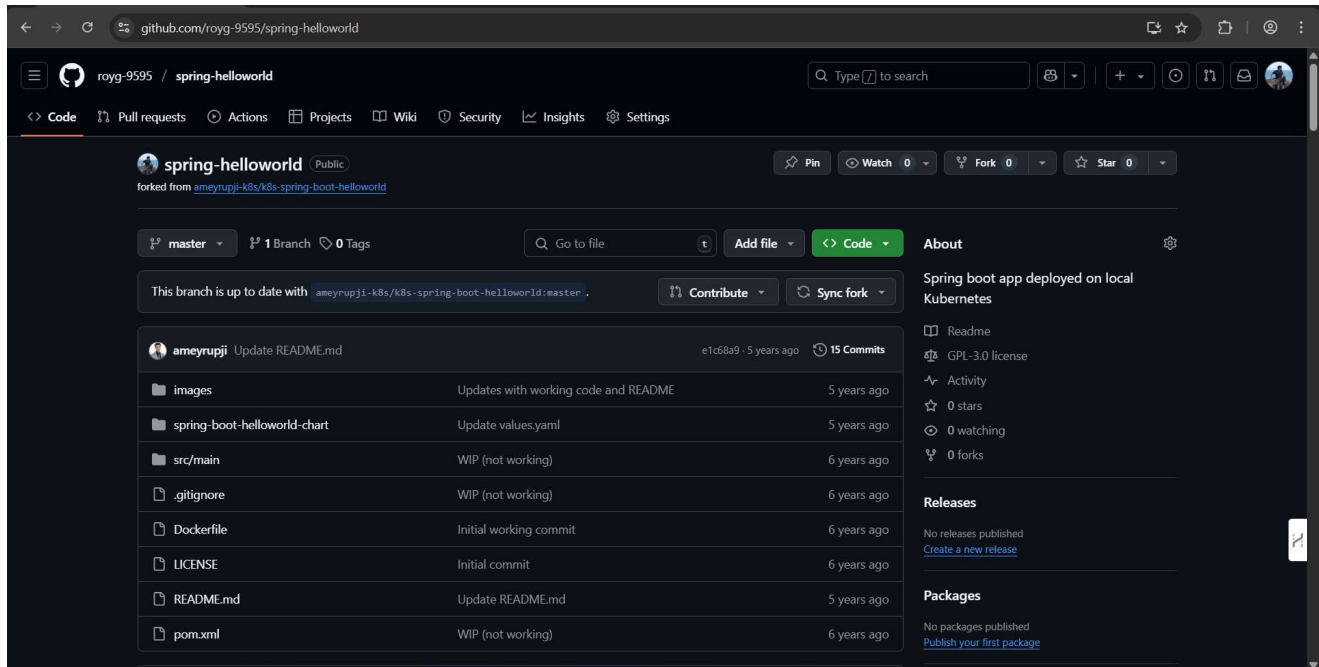 github.com/royg-9595/spring-helloworld
royg-9595 / spring-helloworld
Type / to search
<> Code Pull requests Actions Projects Wiki Security Insights Settings
spring-helloworld Public
Pin Watch 0 Fork 0 Star 0
forked from ameyrupji-k8s/k8s-spring-boot-helloworld
master 1 Branch 0 Tags
Go to file t
Add file
<> Code
This branch is up to date with ameyrupji-k8s/k8s-spring-boot-helloworld:master .
Contribute Sync fork
ameyrupji Update README.md e1c68a9 · 5 years ago 15 Commits
images Updates with working code and README 5 years ago
spring-boot-helloworld-chart Update values.yaml 5 years ago
src/main WIP (not working) 6 years ago
.gitignore WIP (not working) 6 years ago
Dockerfile Initial working commit 6 years ago
LICENSE Initial commit 6 years ago
README.md Update README.md 5 years ago
pom.xml WIP (not working) 6 years ago
About
Spring boot app deployed on local
Kubernetes
Readme
GPL-3.0 license
Activity
0 stars
0 watching
0 forks
Releases
No releases published
Create a new release
Packages
No packages published
Publish your first package